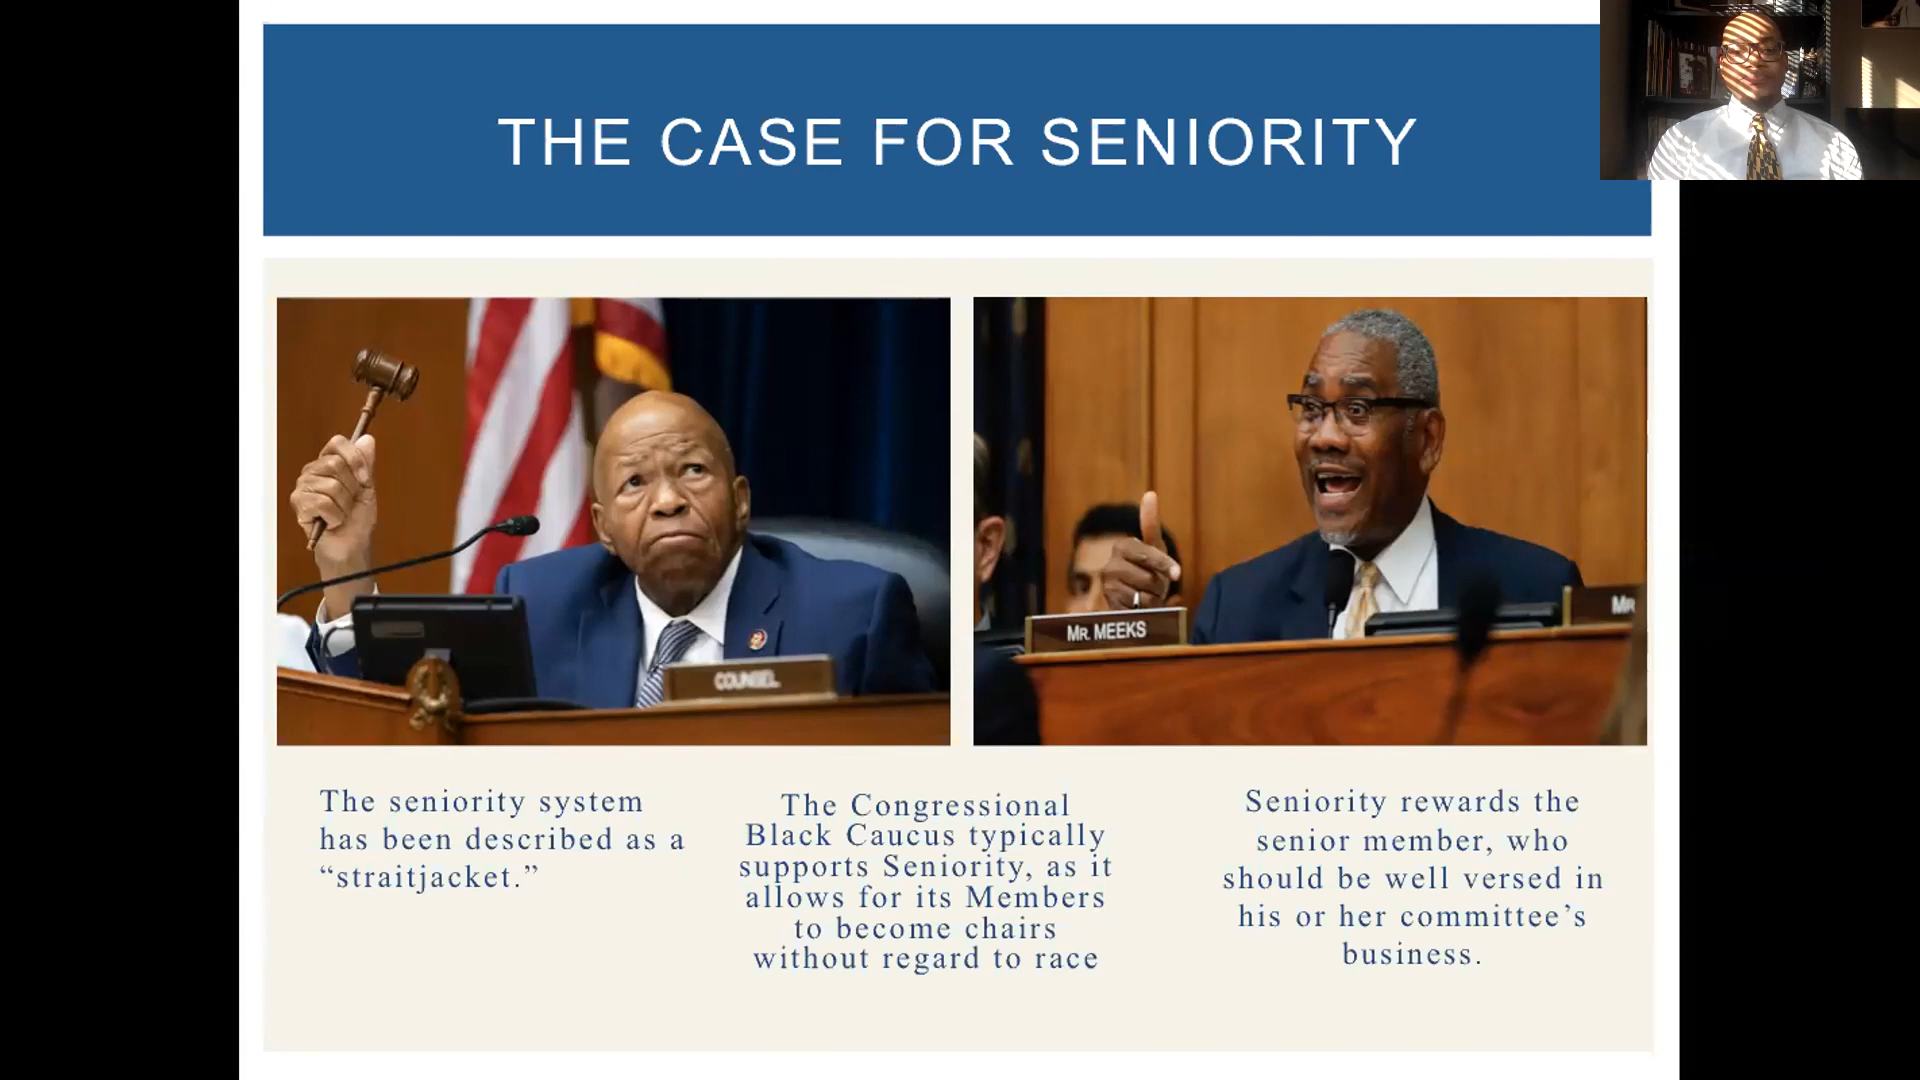 THE CASE FOR SENIORITY
COUNSEL
MR. MEEKS
MR
The seniority system
has been described as a
“straitjacket.”
The Congressional
Black Caucus typically
supports Seniority, as it
allows for its Members
to become chairs
without regard to race
Seniority rewards the
senior member, who
should be well versed in
his or her committee’s
business.